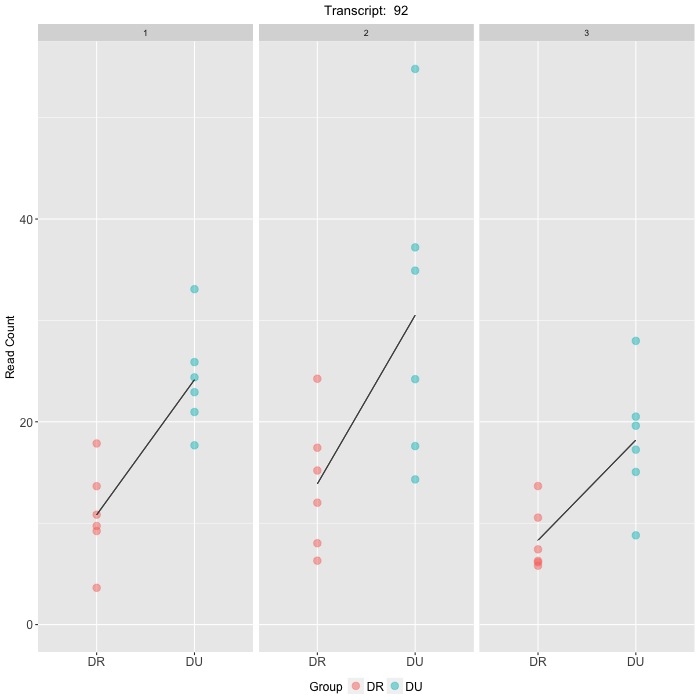 Transcript:  92
1 2 3
Read Count
40
20
0
DR DU DR DU DR DU
Group DR DU